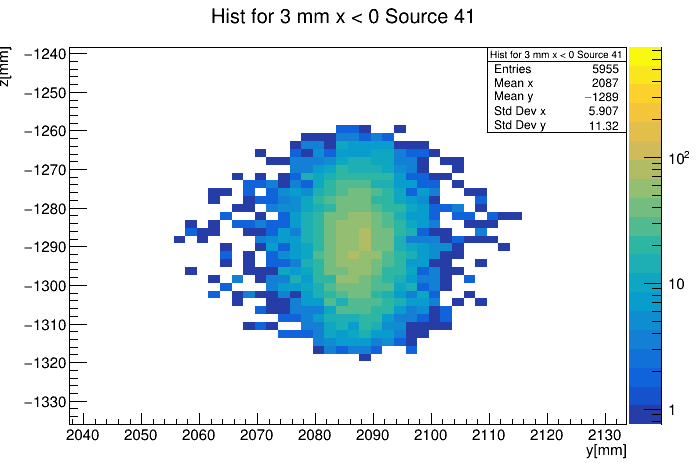 Hist for 3 mm x < 0 Source 41
z[mm]
Hist for 3 mm x < 0 Source 41
Entries 5955
Mean x 2087
Mean y −1289
Std Dev x 5.907
Std Dev y 11.32
−1240
−1250
−1260
−1270
−1280
−1290
−1300
−1310
−1320
−1330
10²
10
1
2040 2050 2060 2070 2080 2090 2100 2110 2120 2130
y[mm]